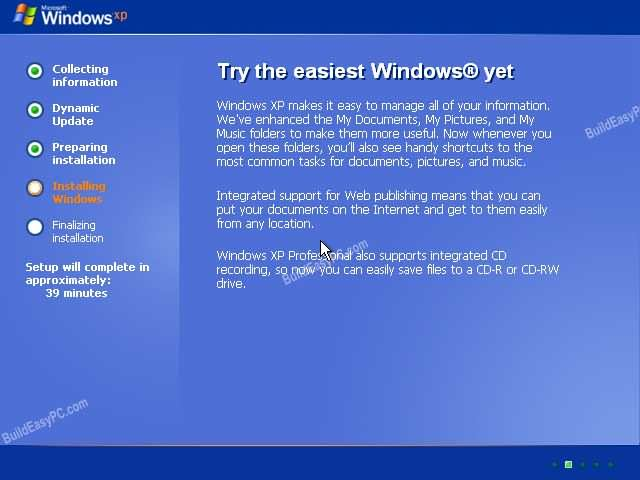 Microsoft
Windows xp
Collecting
information
Dynamic
Update
Preparing
installation
Installing
Windows
Finalizing
installation
Setup will complete in
approximately:
39 minutes
Try the easiest Windows® yet
Windows XP makes it easy to manage all of your information.
We've enhanced the My Documents, My Pictures, and My
Music folders to make them more useful. Now whenever you
open these folders, you'll also see handy shortcuts to the
most common tasks for documents, pictures, and music.
Integrated support for Web publishing means that you can
put your documents on the Internet and get to them easily
from any location.
Windows XP Professional also supports integrated CD
recording, so now you can easily save files to a CD-R or CD-RW
drive.
BuildEasyP
BuildEasyPC.com
BuildEasyPC.com